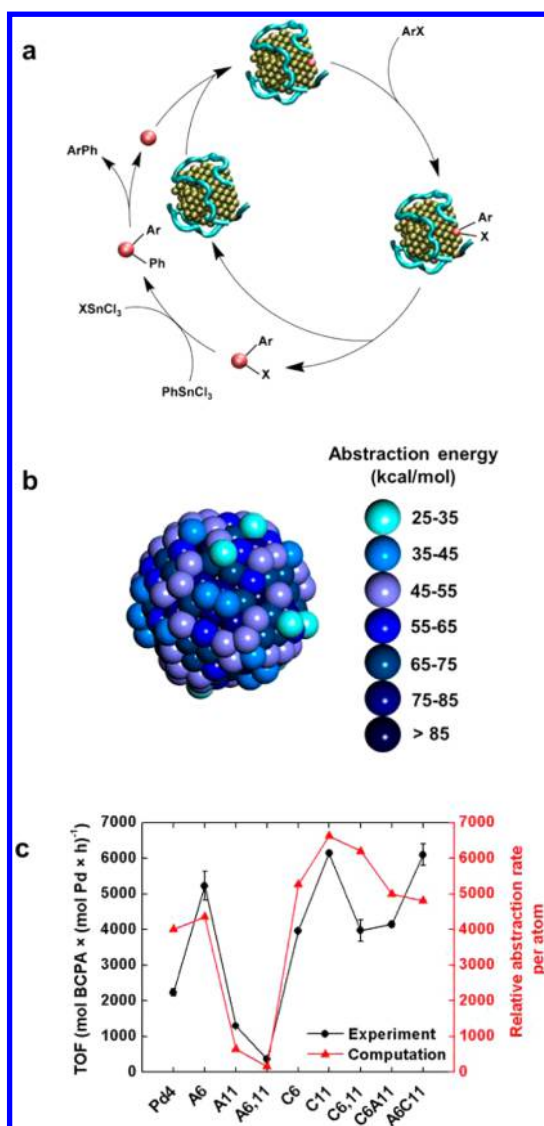 a
ArX
ArPh
Ar
X
Ar
Ph
XSnCl3
Ar
X
PhSnCl3
b
Abstraction energy
(kcal/mol)
25-35
35-45
45-55
55-65
65-75
75-85
> 85
c
TOF (mol BCPA × (mol Pd × h)⁻¹
7000
6000
5000
4000
3000
2000
1000
0
Experiment
Computation
7000
6000
5000
4000
3000
2000
1000
0
Relative abstraction rate
per atom
Pd4 A6 A11 A6,11 C6 C11 C6,11 C6A11 A6C11